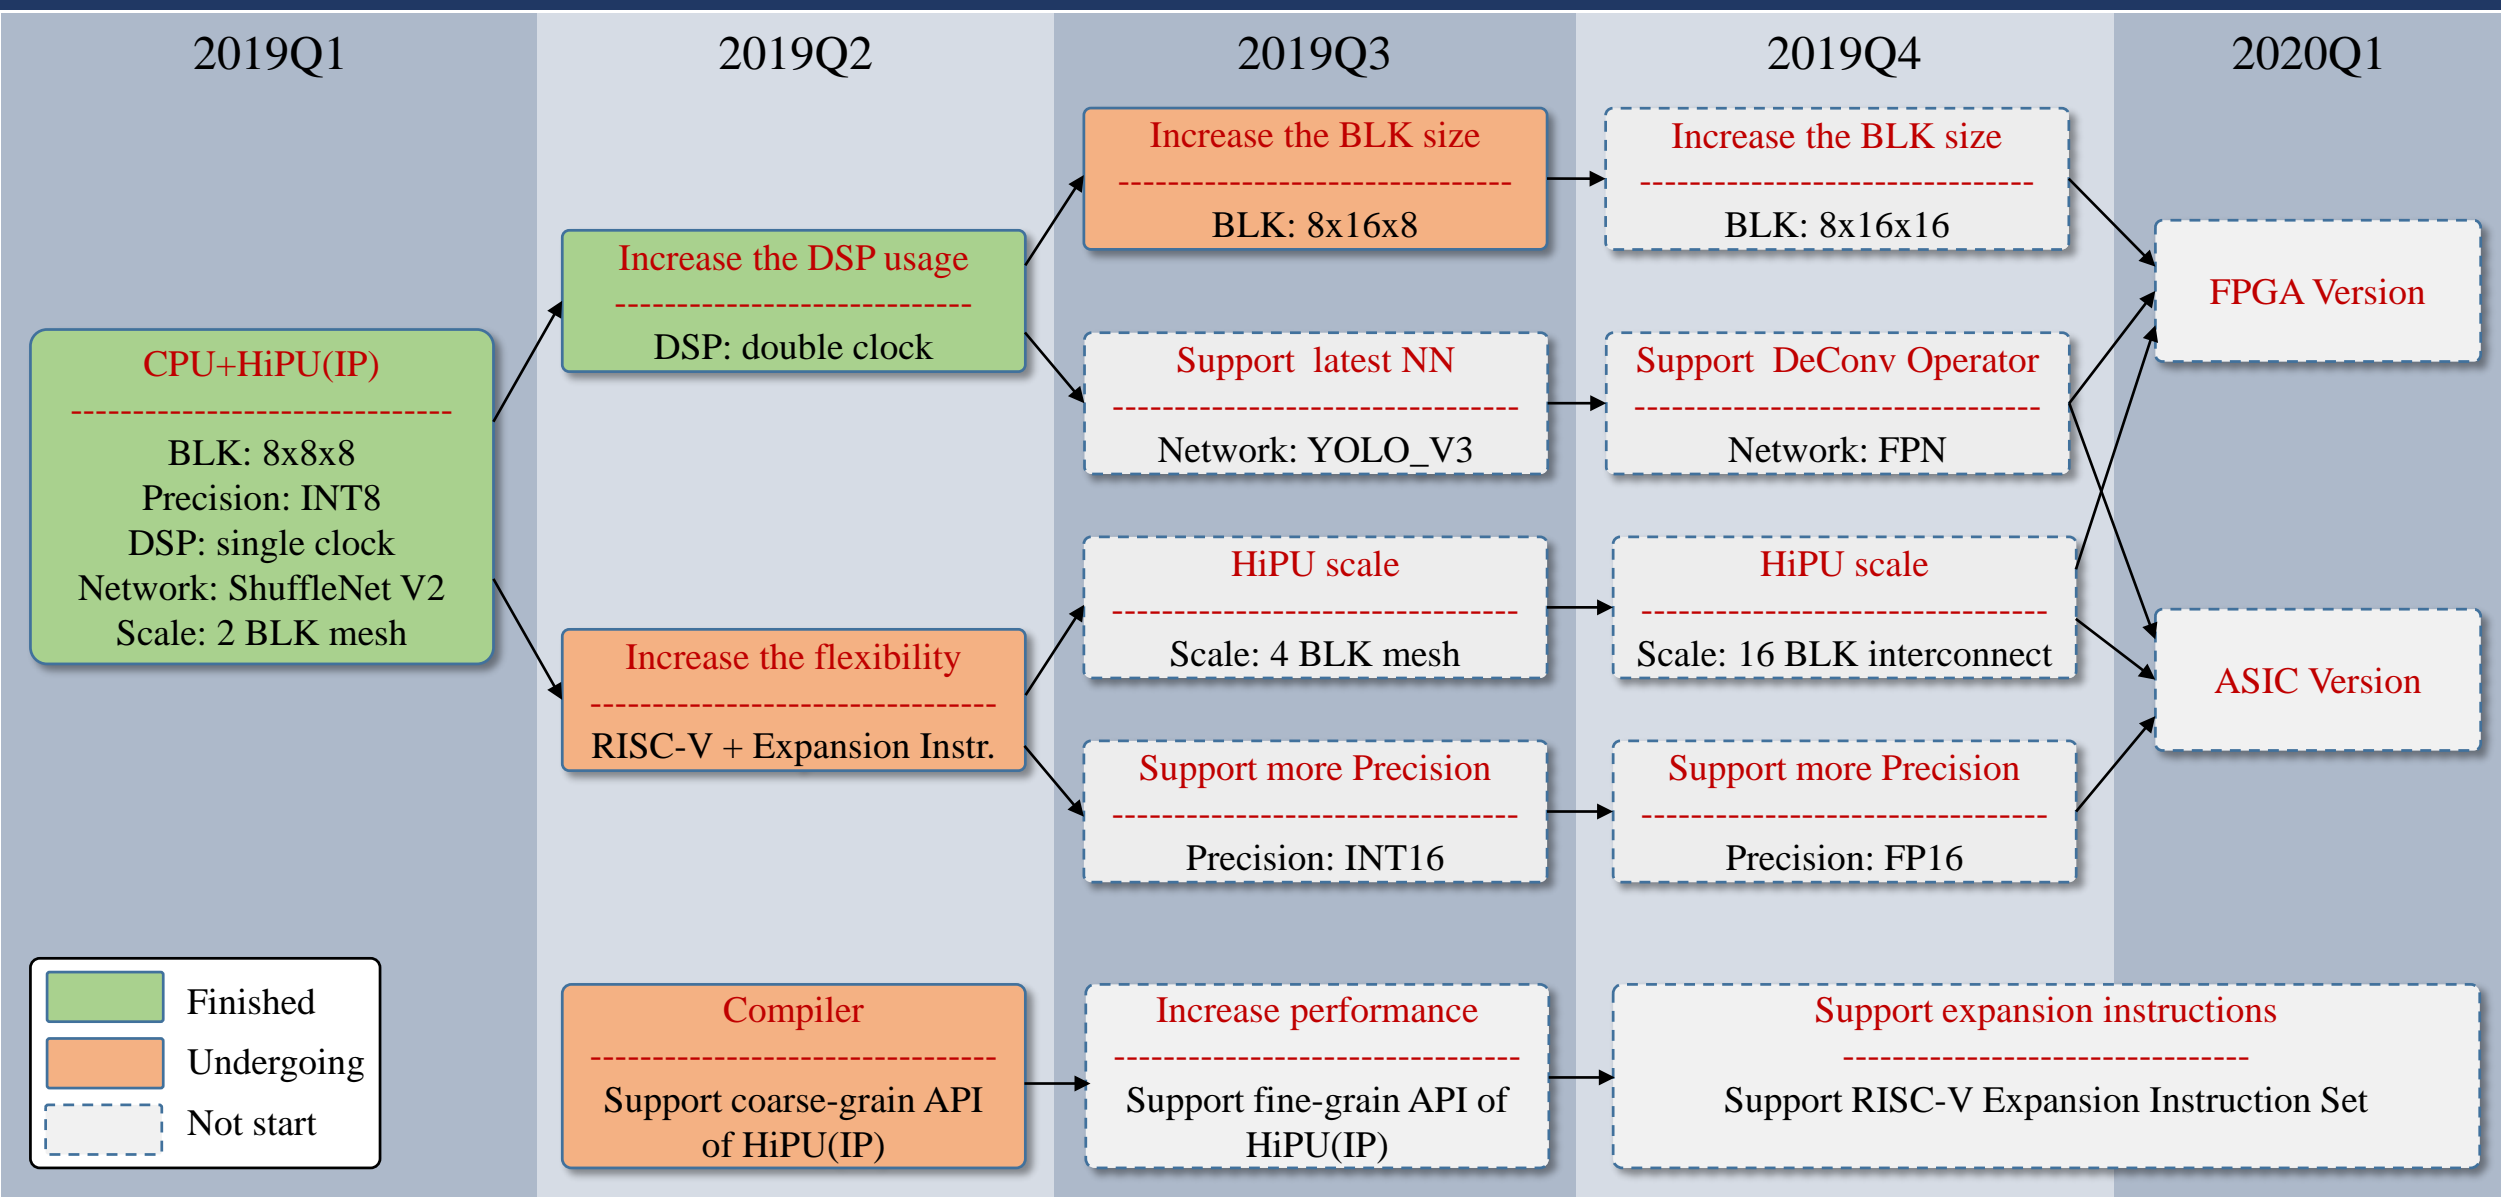 2019Q1
2019Q2
2019Q3
2019Q4
2020Q1
CPU+HiPU(IP)
-------------------------------
BLK: 8x8x8
Precision: INT8
DSP: single clock
Network: ShuffleNet V2
Scale: 2 BLK mesh
Increase the DSP usage
-----------------------------
DSP: double clock
Increase the flexibility
---------------------------------
RISC-V + Expansion Instr.
Increase the BLK size
--------------------------------
BLK: 8x16x8
Support  latest NN
---------------------------------
Network: YOLO_V3
HiPU scale
---------------------------------
Scale: 4 BLK mesh
Support more Precision
---------------------------------
Precision: INT16
Increase the BLK size
--------------------------------
BLK: 8x16x16
Support  DeConv Operator
---------------------------------
Network: FPN
HiPU scale
---------------------------------
Scale: 16 BLK interconnect
Support more Precision
---------------------------------
Precision: FP16
FPGA Version
ASIC Version
Finished
Undergoing
Not start
Compiler
---------------------------------
Support coarse-grain API
of HiPU(IP)
Increase performance
---------------------------------
Support fine-grain API of
HiPU(IP)
Support expansion instructions
---------------------------------
Support RISC-V Expansion Instruction Set